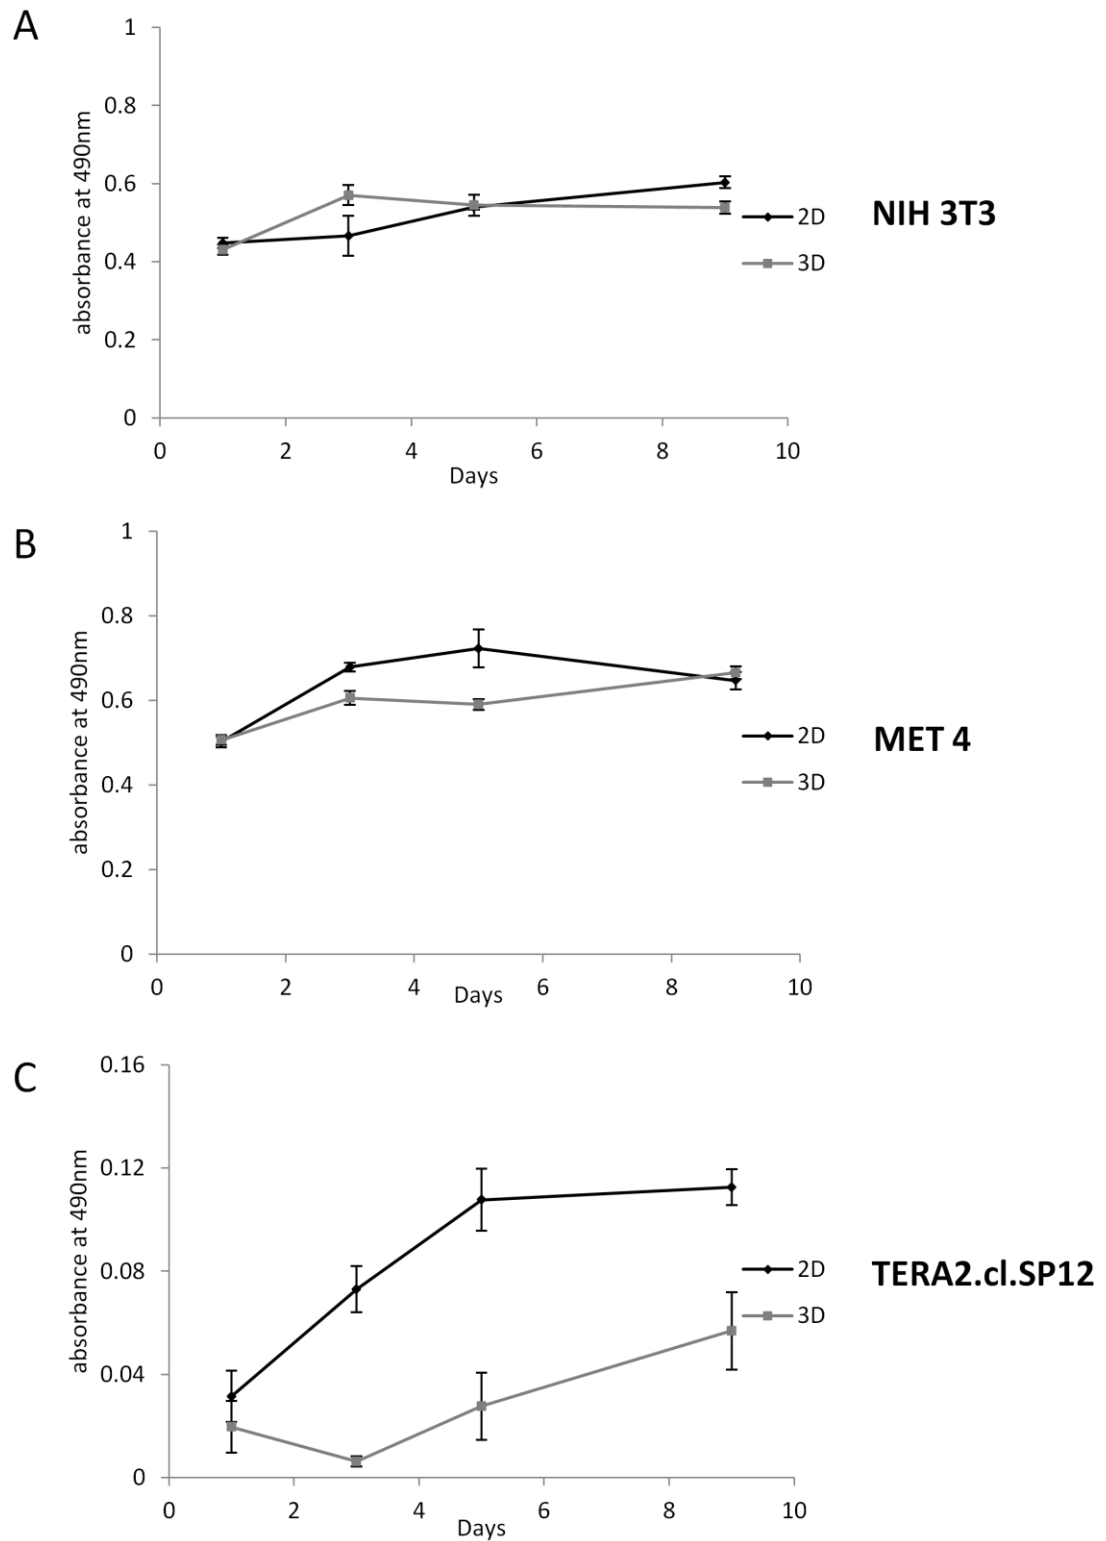 A
absorbance at 490nm
1
0.8
0.6
0.4
0.2
0
0 2 4 6 8 10
Days
2D
3D
NIH 3T3
B
absorbance at 490nm
1
0.8
0.6
0.4
0.2
0
0 2 4 6 8 10
Days
2D
3D
MET 4
C
absorbance at 490nm
0.16
0.12
0.08
0.04
0
0 2 4 6 8 10
Days
2D
3D
TERA2.cl.SP12